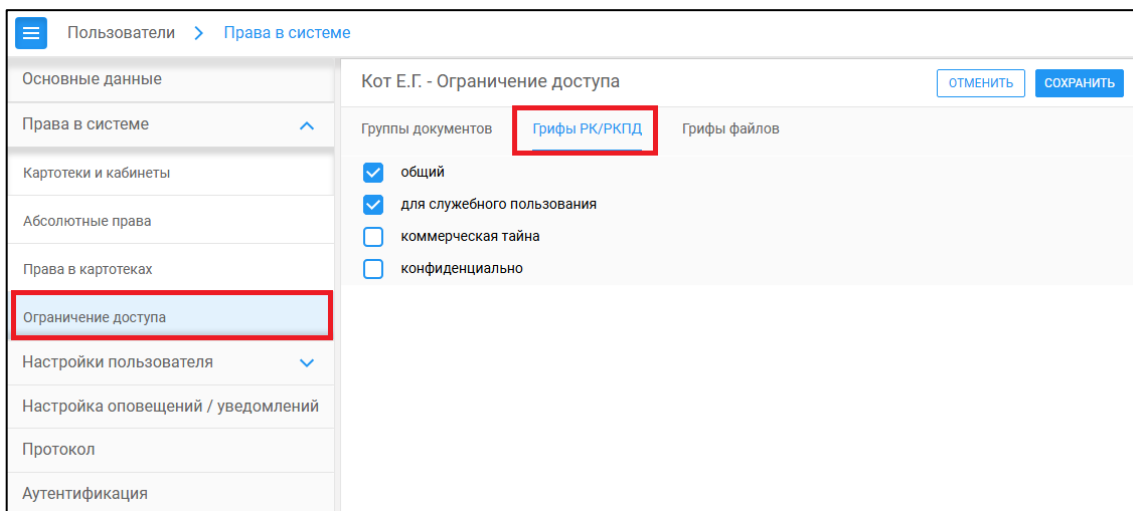 Пользователи > Права в системе
Основные данные
Права в системе
Картотеки и кабинеты
Абсолютные права
Права в картотеках
Ограничение доступа
Настройки пользователя
Настройка оповещений / уведомлений
Протокол
Аутентификация
Кот Е.Г. - Ограничение доступа
ОТМЕНИТЬ СОХРАНИТЬ
Группы документов Грифы РК/РКПД Грифы файлов
общий
для служебного пользования
коммерческая тайна
конфиденциально